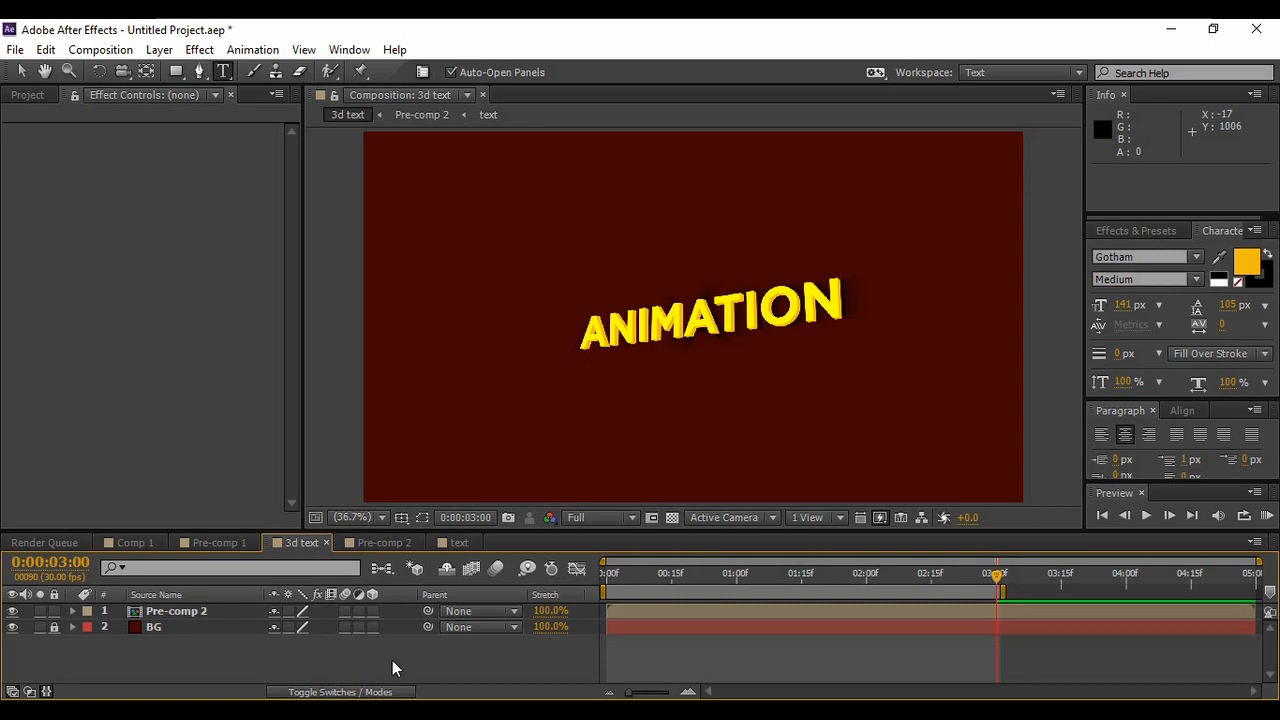 Ae Adobe After Effects - Untitled Project.aep *
File Edit Composition Layer Effect Animation View Window Help
T Auto-Open Panels Workspace: Text Search Help
Project Effect Controls: (none) Composition: 3d text Info
3d text Pre-comp 2 text
R : X : -17
G : Y : 1006
B :
A : 0
ANIMATION
Effects & Presets Characte
Gotham
Medium
141 px 105 px
Metrics 0
0 px Fill Over Stroke
100 % 100 %
Paragraph Align
0 px 1 px 0 px
0 px 0 px
Preview
(36.7%) 0:00:03:00 Full Active Camera 1 View +0.0
Render Queue Comp 1 Pre-comp 1 3d text Pre-comp 2 text
0:00:03:00
00090 (30.00 fps)
:00f 00:15f 01:00f 01:15f 02:00f 02:15f 03:00f 03:15f 04:00f 04:15f 05:0
# Source Name fx Parent Stretch
1 Pre-comp 2 None 100.0%
2 BG None 100.0%
Toggle Switches / Modes